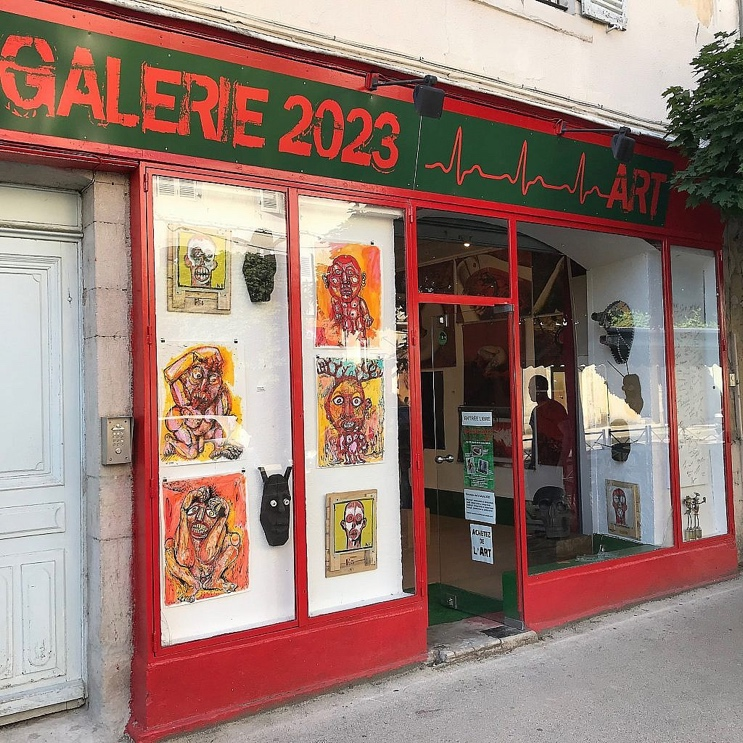 GALERIE 2023 ART
ENTRÉE LIBRE
ACHETEZ
DE
L'ART